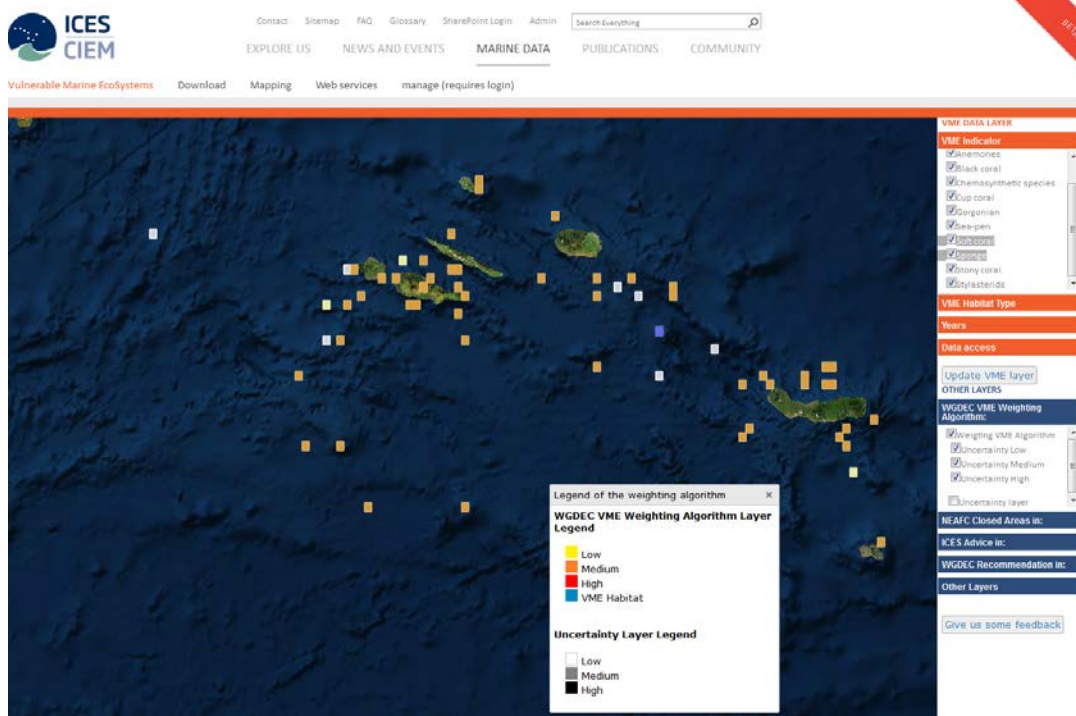 ICES
CIEM
Contact Sitemap FAQ Glossary SharePoint Login Admin
Search Everything
EXPLORE US NEWS AND EVENTS MARINE DATA PUBLICATIONS COMMUNITY
BETA
Vulnerable Marine EcoSystems Download Mapping Web services manage (requires login)
VME DATA LAYER
VME Indicator
Anemones
Black coral
Chemosynthetic species
Cup coral
Gorgonian
Sea-pen
Soft coral
Sponge
Stony coral
Stylasterids
VME Habitat Type
Years
Data access
Update VME layer
OTHER LAYERS
WGDEC VME Weighting
Algorithm:
Weigting VME Algorithm
Uncertainty Low
Uncertainty Medium
Uncertainty High
Uncertainty layer
NEAFC Closed Areas in:
ICES Advice in:
WGDEC Recommendation in:
Other Layers
Give us some feedback
Legend of the weighting algorithm ×
WGDEC VME Weighting Algorithm Layer
Legend
Low
Medium
High
VME Habitat
Uncertainty Layer Legend
Low
Medium
High